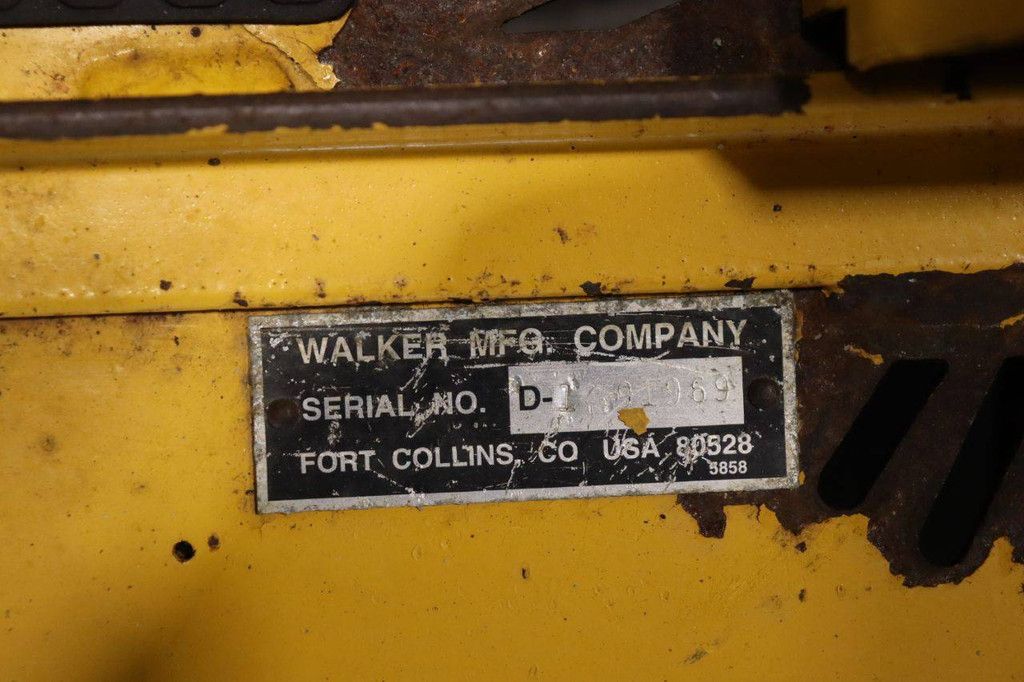 WALKER MFG. COMPANY
SERIAL NO. D-
FORT COLLINS, CO USA 80528
5858